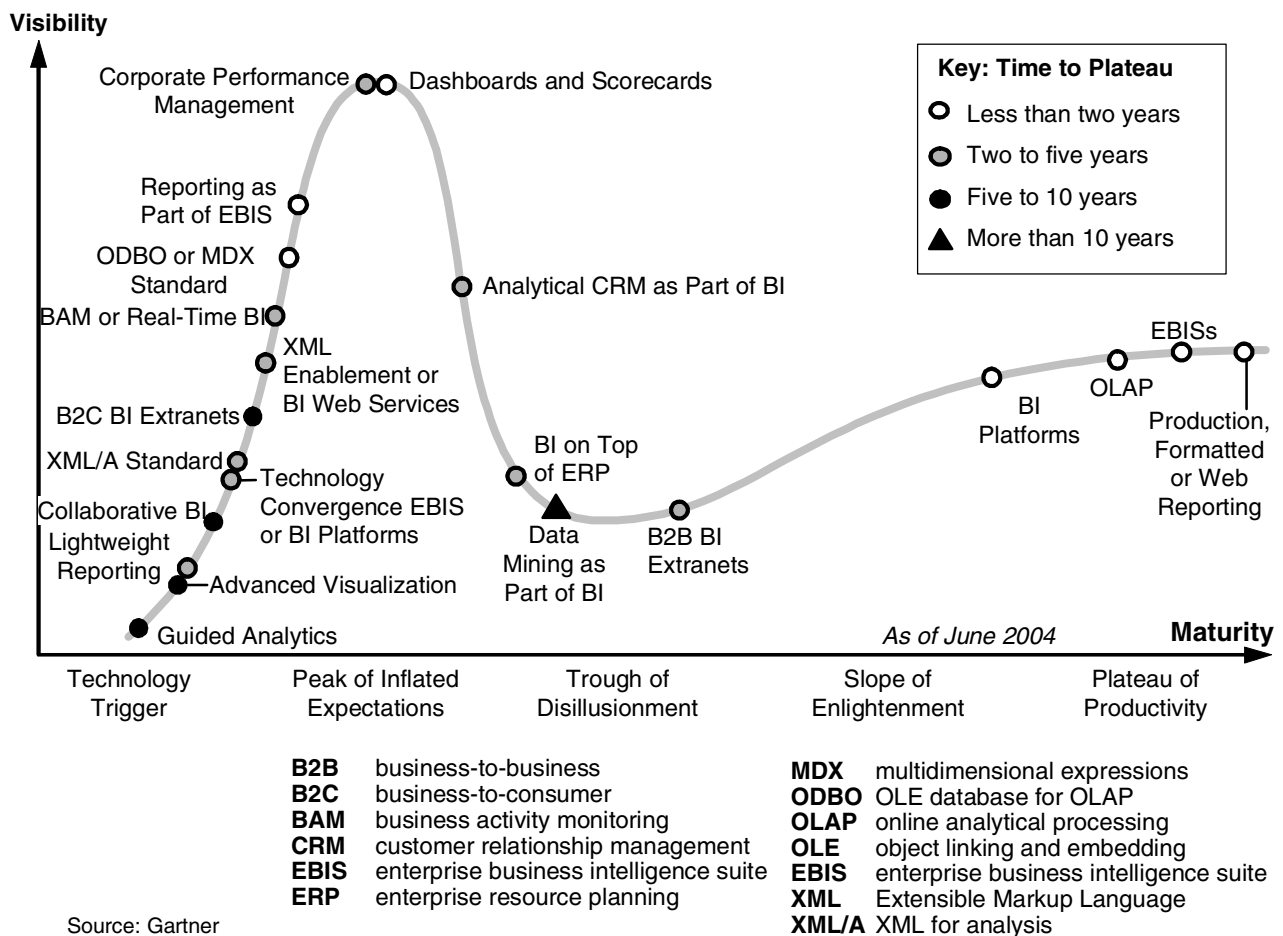 Visibility
Corporate Performance
Management
Dashboards and Scorecards
Key: Time to Plateau
Less than two years
Two to five years
Five to 10 years
More than 10 years
Reporting as
Part of EBIS
ODBO or MDX
Standard
BAM or Real-Time BI
Analytical CRM as Part of BI
XML
Enablement or
BI Web Services
B2C BI Extranets
XML/A Standard
Technology
Convergence EBIS
or BI Platforms
Collaborative BI
Lightweight
Reporting
Advanced Visualization
Guided Analytics
BI on Top
of ERP
Data
Mining as
Part of BI
B2B BI
Extranets
BI
Platforms
OLAP
EBISs
Production,
Formatted
or Web
Reporting
As of June 2004
Maturity
Technology
Trigger
Peak of Inflated
Expectations
Trough of
Disillusionment
Slope of
Enlightenment
Plateau of
Productivity
B2B business-to-business
B2C business-to-consumer
BAM business activity monitoring
CRM customer relationship management
EBIS enterprise business intelligence suite
ERP enterprise resource planning
MDX multidimensional expressions
ODBO OLE database for OLAP
OLAP online analytical processing
OLE object linking and embedding
EBIS enterprise business intelligence suite
XML Extensible Markup Language
XML/A XML for analysis
Source: Gartner